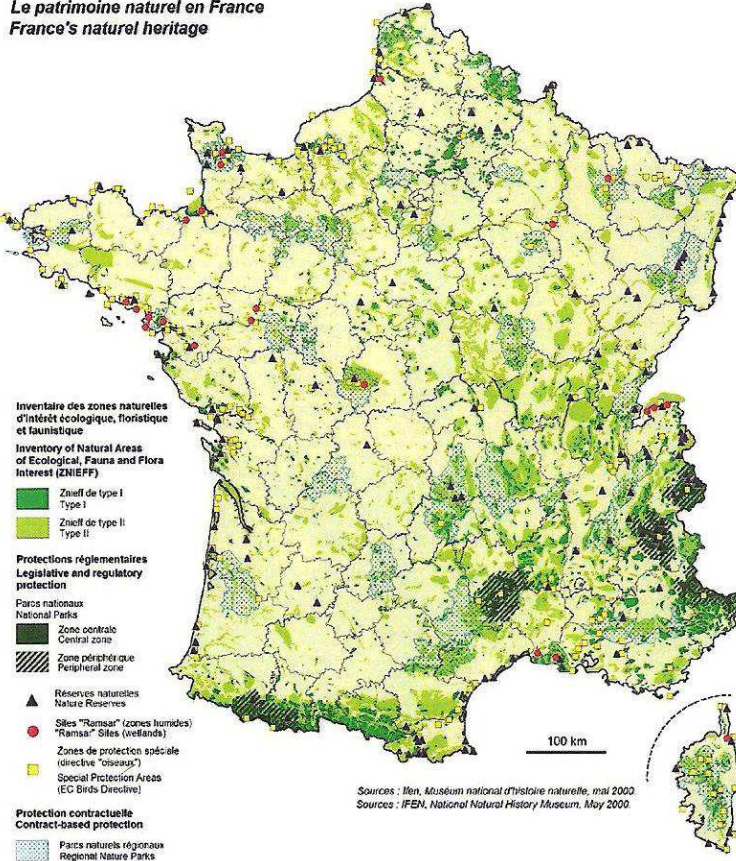 Le patrimoine naturel en France
France's naturel heritage
Inventaire des zones naturelles
d'intérêt écologique, floristique
et faunistique
Inventory of Natural Areas
of Ecological, Fauna and Flora
Interest (ZNIEFF)
Znieff de type I
Type I
Znieff de type II
Type II
Protections réglementaires
Legislative and regulatory
protection
Parcs nationaux
National Parks
Zone centrale
Central zone
Zone périphérique
Peripheral zone
Réserves naturelles
Nature Reserves
Sites "Ramsar" (zones humides)
"Ramsar" Sites (wetlands)
Zones de protection spéciale
(directive "oiseaux")
Special Protection Areas
(EC Birds Directive)
Protection contractuelle
Contract-based protection
Parcs naturels régionaux
Regional Nature Parks
100 km
Sources : Ifen, Muséum national d'histoire naturelle, mai 2000.
Sources : IFEN, National Natural History Museum, May 2000.